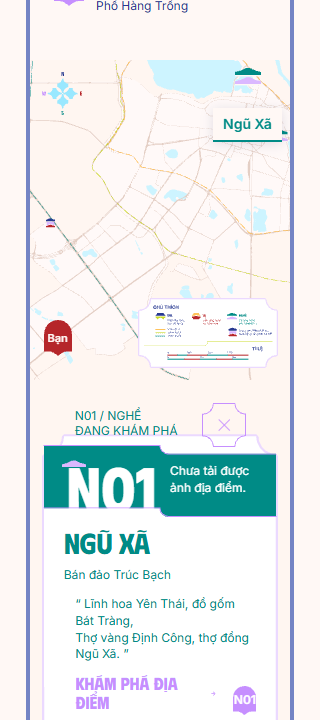 Phố Hàng Trống
N
Ngũ Xã
Bạn
CHÚ THÍCH
N01 / NGHỀ
ĐANG KHÁM PHÁ
N01
Chưa tải được
ảnh địa điểm.
NGŨ XÃ
Bán đảo Trúc Bạch
“ Lĩnh hoa Yên Thái, đồ gốm
Bát Tràng,
Thợ vàng Định Công, thợ đồng
Ngũ Xã. ”
KHÁM PHÁ ĐỊA
ĐIỂM
N01